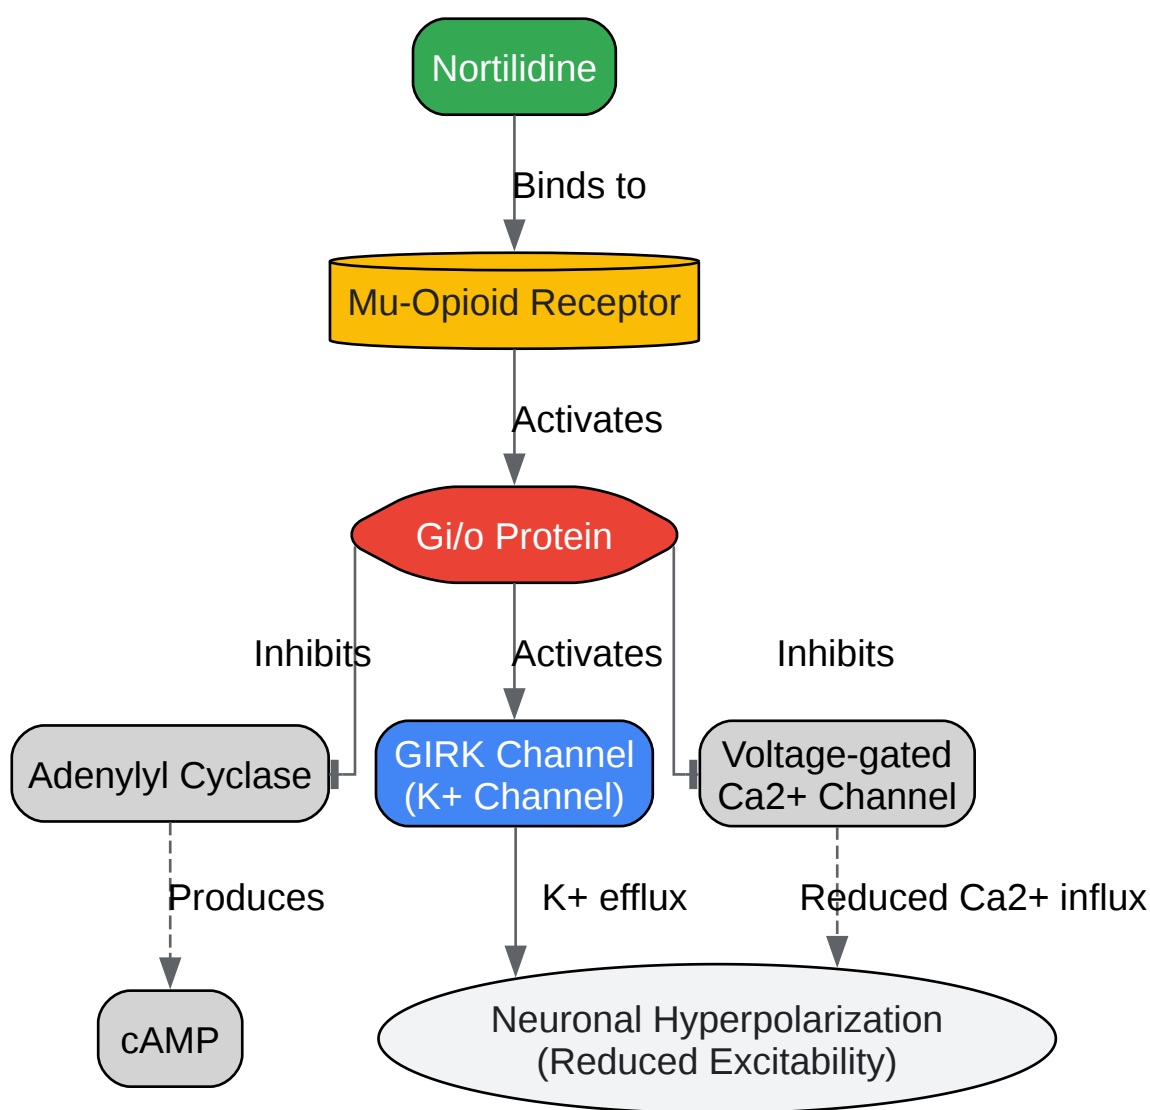 Nortilidine
Binds to
Mu-Opioid Receptor
Activates
Gi/o Protein
Inhibits
Activates
Inhibits
Adenylyl Cyclase
GIRK Channel
(K+ Channel)
Voltage-gated
Ca2+ Channel
Produces
K+ efflux
Reduced Ca2+ influx
cAMP
Neuronal Hyperpolarization
(Reduced Excitability)